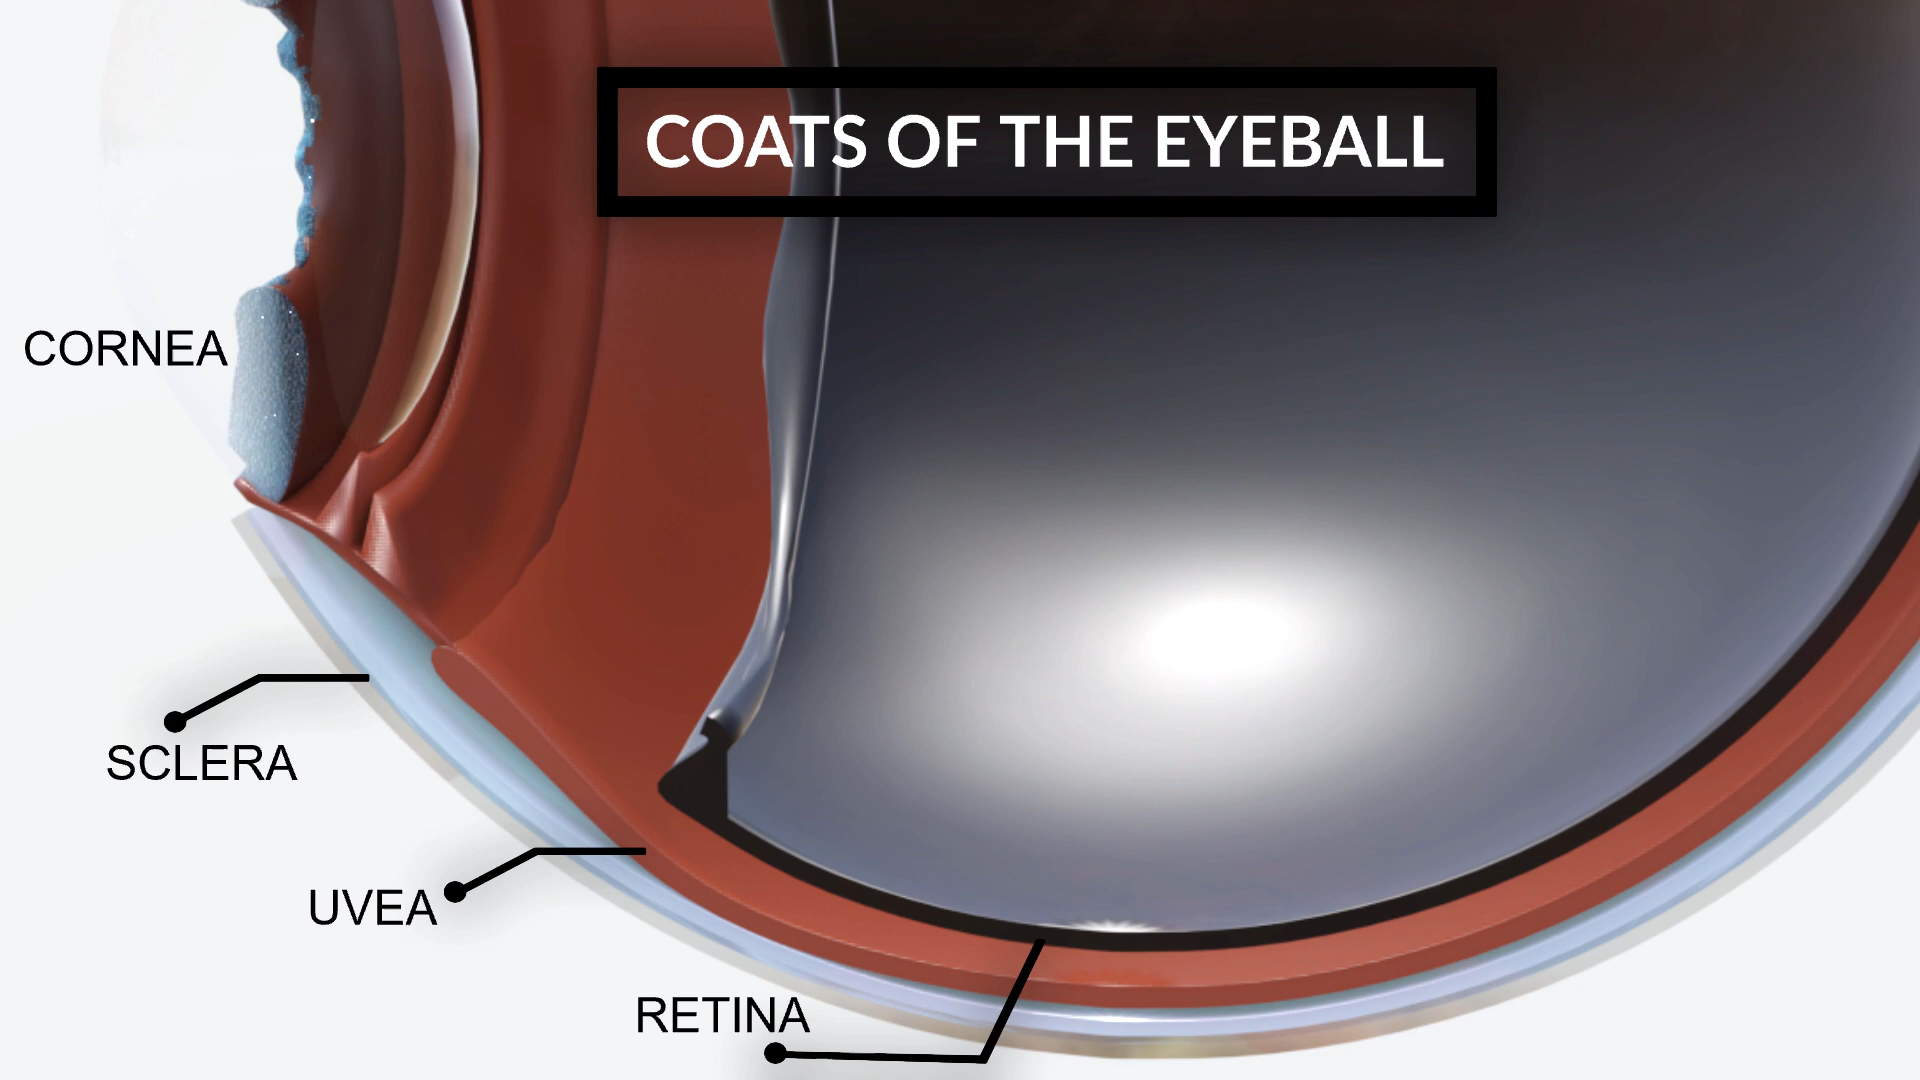 COATS OF THE EYEBALL
CORNEA
SCLERA
UVEA
RETINA